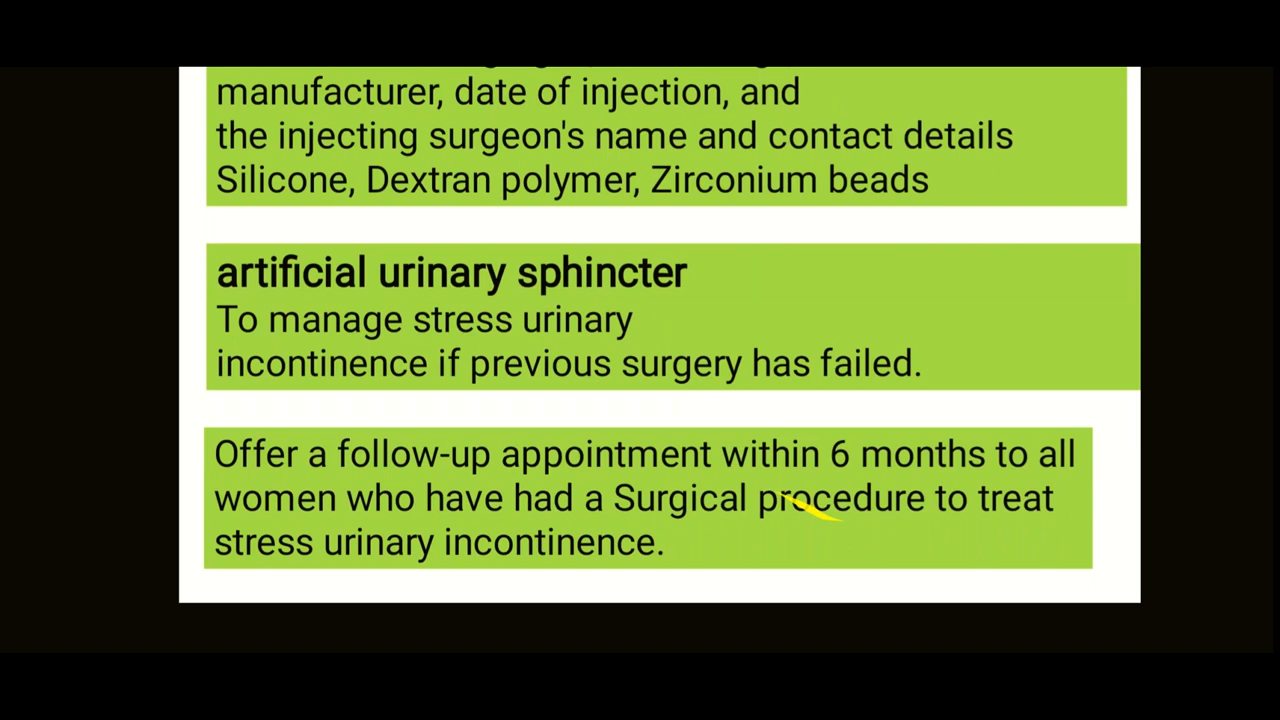 manufacturer, date of injection, and
the injecting surgeon's name and contact details
Silicone, Dextran polymer, Zirconium beads
artificial urinary sphincter
To manage stress urinary
incontinence if previous surgery has failed.
Offer a follow-up appointment within 6 months to all
women who have had a Surgical procedure to treat
stress urinary incontinence.